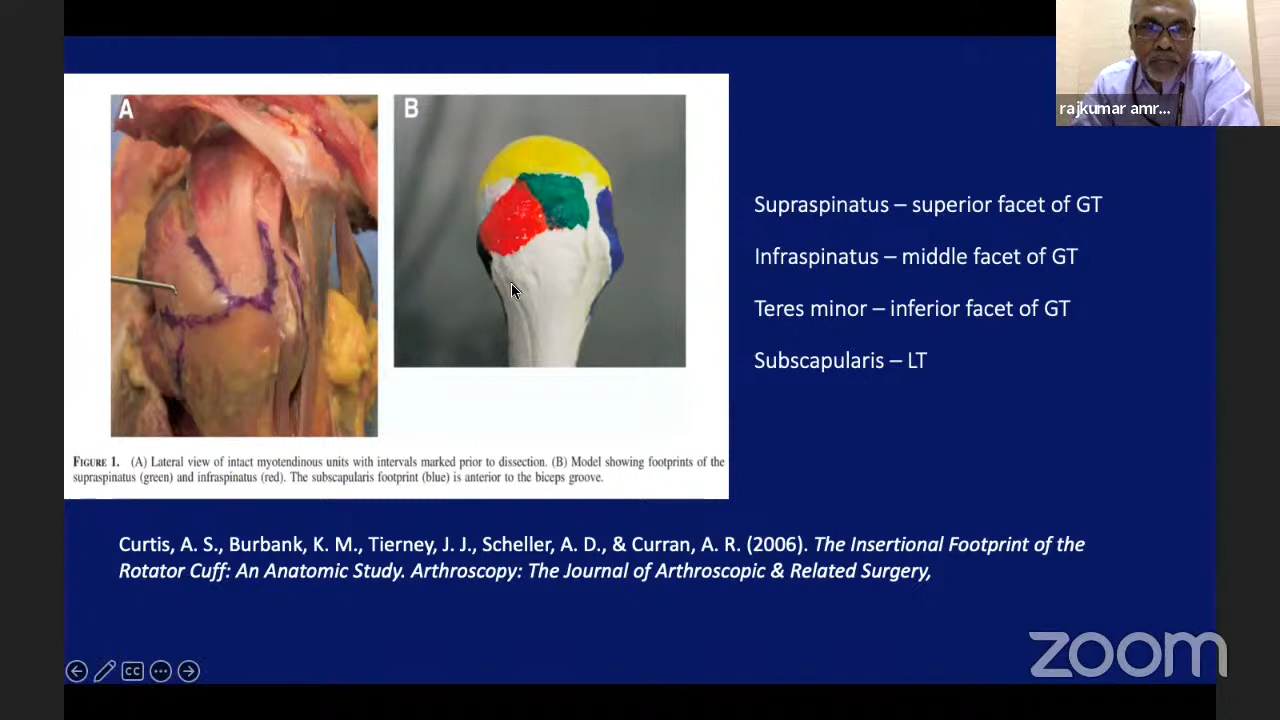 rajkumar amr...
A
B
Supraspinatus – superior facet of GT
Infraspinatus – middle facet of GT
Teres minor – inferior facet of GT
Subscapularis – LT
FIGURE 1. (A) Lateral view of intact myotendinous units with intervals marked prior to dissection. (B) Model showing footprints of the
supraspinatus (green) and infraspinatus (red). The subscapularis footprint (blue) is anterior to the biceps groove.
Curtis, A. S., Burbank, K. M., Tierney, J. J., Scheller, A. D., & Curran, A. R. (2006). The Insertional Footprint of the
Rotator Cuff: An Anatomic Study. Arthroscopy: The Journal of Arthroscopic & Related Surgery,
CC
zoom